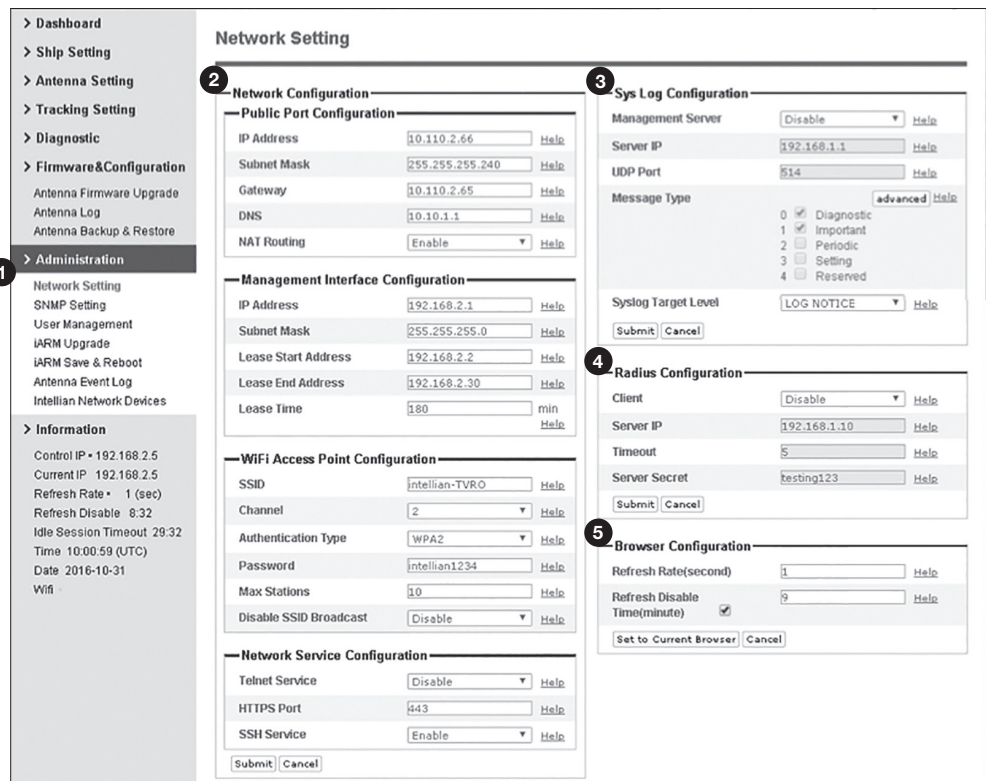 > Dashboard
> Ship Setting
> Antenna Setting
> Tracking Setting
> Diagnostic
> Firmware&Configuration
Antenna Firmware Upgrade
Antenna Log
Antenna Backup & Restore
1
> Administration
Network Setting
SNMP Setting
User Management
iARM Upgrade
iARM Save & Reboot
Antenna Event Log
Intellian Network Devices
> Information
Control IP • 192.168.2.5
Current IP 192.168.2.5
Refresh Rate • 1 (sec)
Refresh Disable 8:32
Idle Session Timeout 29:32
Time 10:00:59 (UTC)
Date 2016-10-31
Wifi
Network Setting
2
Network Configuration
Public Port Configuration
IP Address 10.110.2.66 Help
Subnet Mask 255.255.255.240 Help
Gateway 10.110.2.65 Help
DNS 10.10.1.1 Help
NAT Routing Enable ▼ Help
Management Interface Configuration
IP Address 192.168.2.1 Help
Subnet Mask 255.255.255.0 Help
Lease Start Address 192.168.2.2 Help
Lease End Address 192.168.2.30 Help
Lease Time 180 min
Help
WiFi Access Point Configuration
SSID intellian-TVRO Help
Channel 2 ▼ Help
Authentication Type WPA2 ▼ Help
Password intellian1234 Help
Max Stations 10 Help
Disable SSID Broadcast Disable ▼ Help
Network Service Configuration
Telnet Service Disable ▼ Help
HTTPS Port 443 Help
SSH Service Enable ▼ Help
Submit Cancel
3
Sys Log Configuration
Management Server Disable ▼ Help
Server IP 192.168.1.1 Help
UDP Port 514 Help
Message Type advanced Help
0 Diagnostic
1 Important
2 Periodic
3 Setting
4 Reserved
Syslog Target Level LOG NOTICE ▼ Help
Submit Cancel
4
Radius Configuration
Client Disable ▼ Help
Server IP 192.168.1.10 Help
Timeout 5 Help
Server Secret testing123 Help
Submit Cancel
5
Browser Configuration
Refresh Rate(second) 1 Help
Refresh Disable 9 Help
Time(minute)
Set to Current Browser Cancel